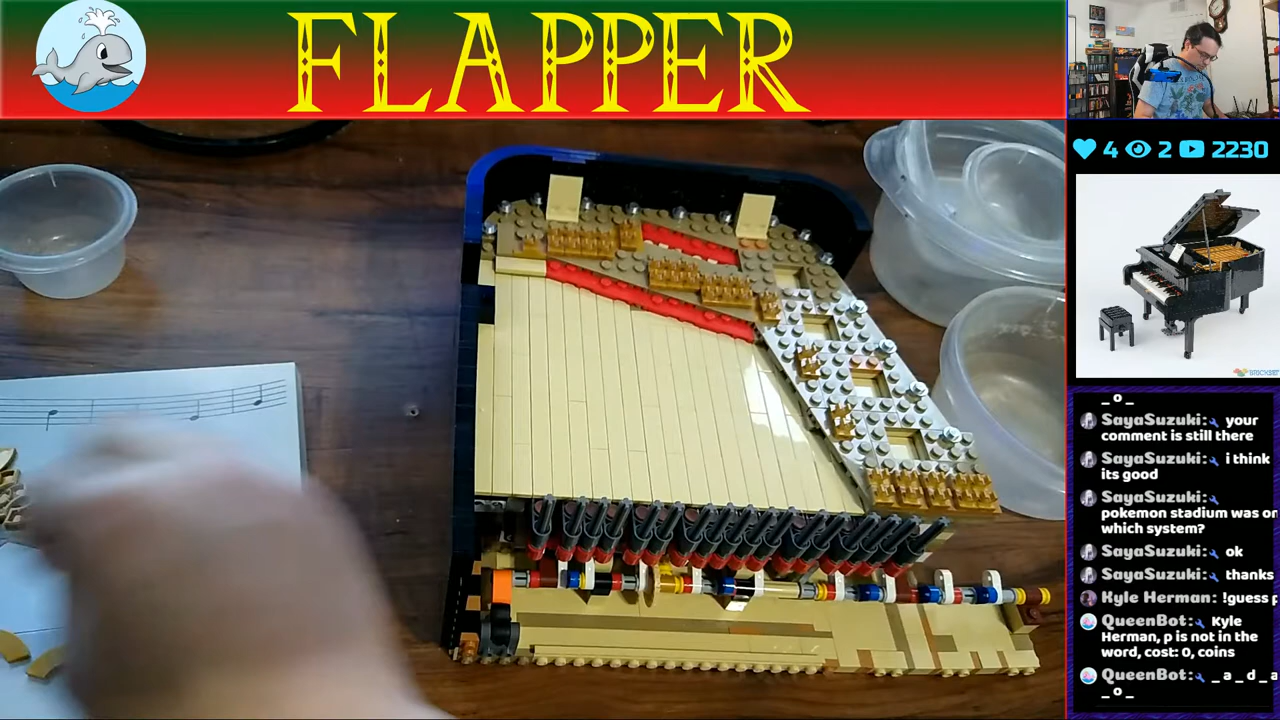 FLAPPER
4 2 2230
_ o _
SayaSuzuki: your
comment is still there
SayaSuzuki: i think
its good
SayaSuzuki:
pokemon stadium was on
which system?
SayaSuzuki: ok
SayaSuzuki: thanks
Kyle Herman: !guess p
QueenBot: Kyle
Herman, p is not in the
word, cost: 0, coins
QueenBot: _ a _ d _ a
_ o _